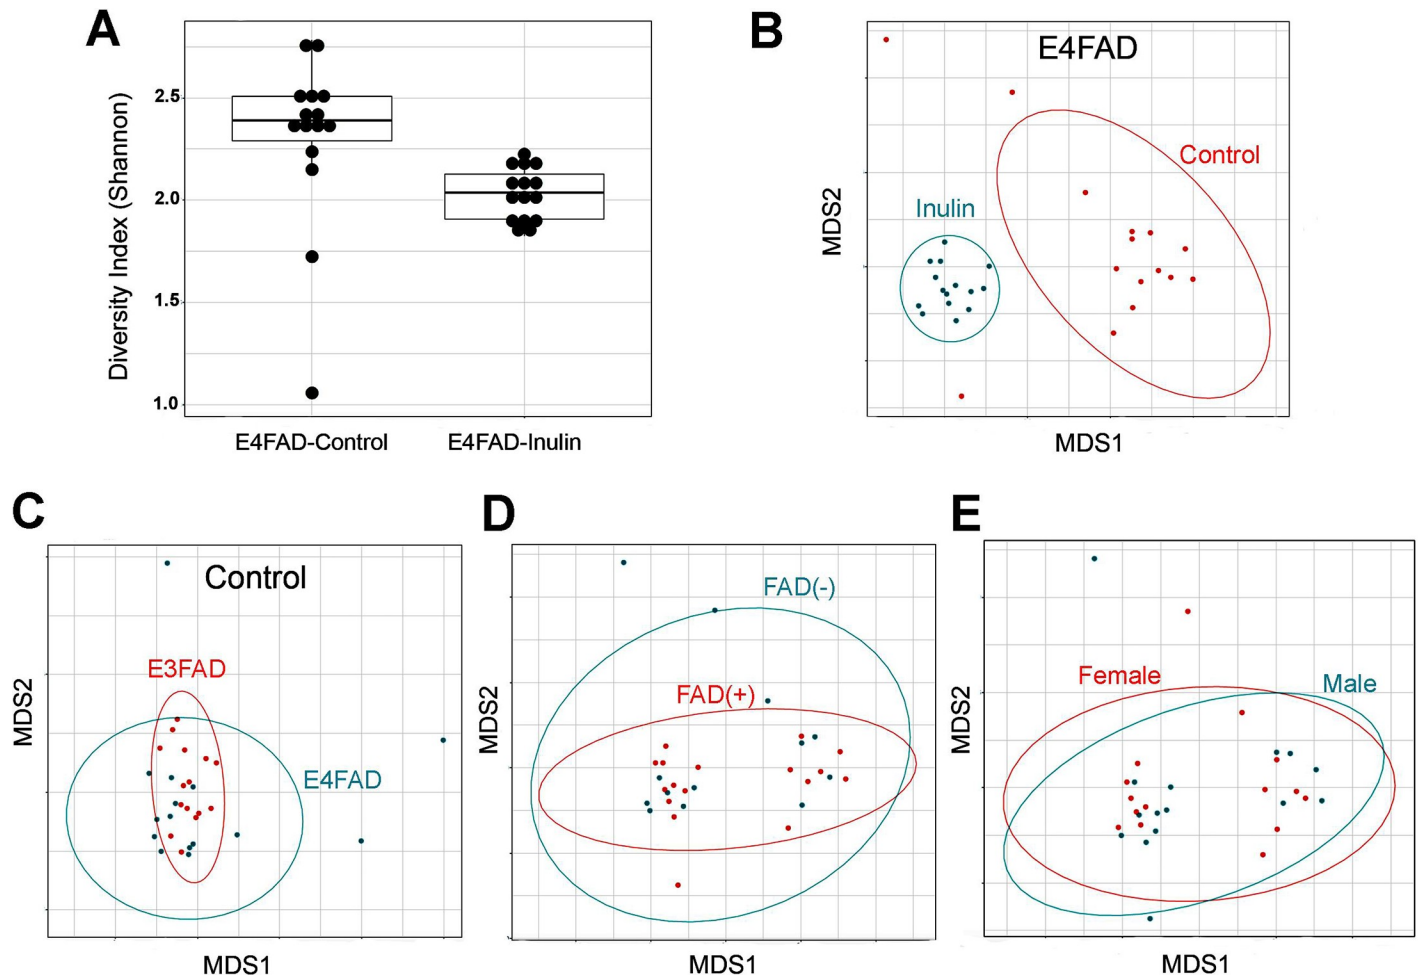 A
Diversity Index (Shannon)
2.5
2.0
1.5
1.0
E4FAD-Control
E4FAD-Inulin
B
E4FAD
Control
Inulin
MDS2
MDS1
C
Control
E3FAD
E4FAD
MDS2
MDS1
D
FAD(-)
FAD(+)
MDS2
MDS1
E
Female
Male
MDS2
MDS1